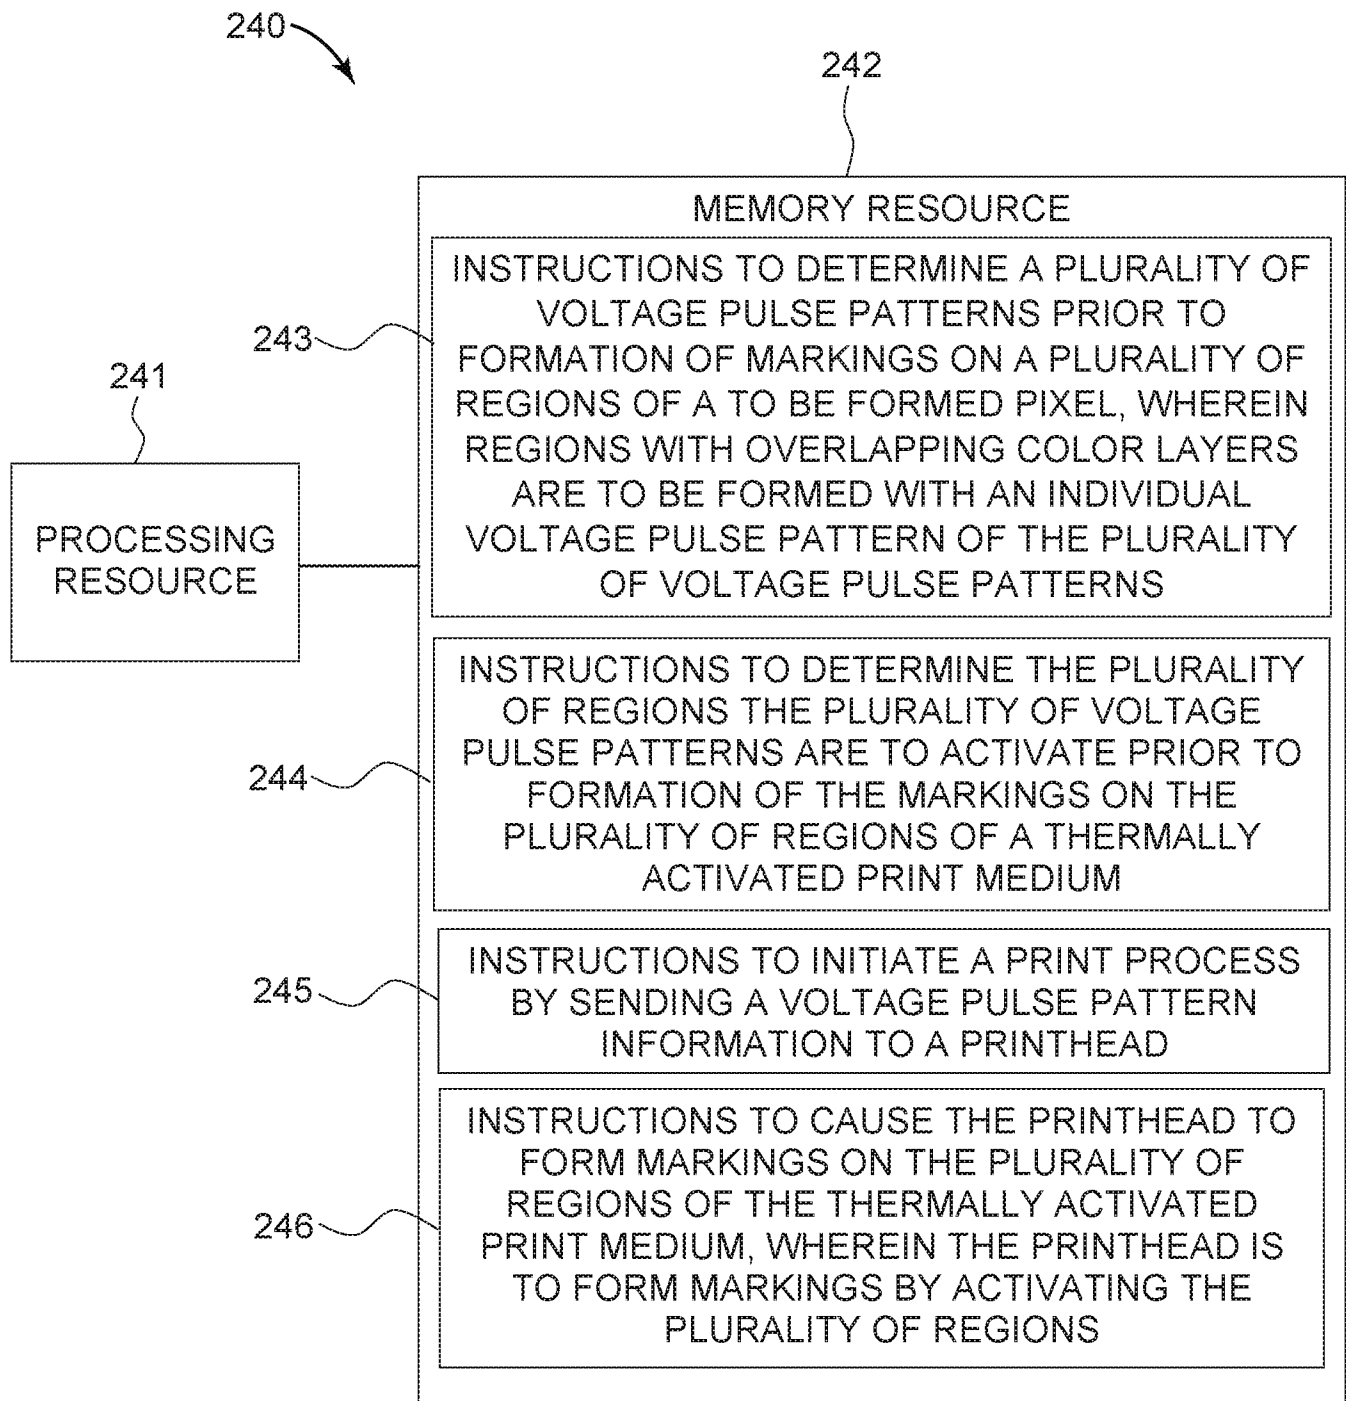 240
242
MEMORY RESOURCE
INSTRUCTIONS TO DETERMINE A PLURALITY OF
VOLTAGE PULSE PATTERNS PRIOR TO
FORMATION OF MARKINGS ON A PLURALITY OF
REGIONS OF A TO BE FORMED PIXEL, WHEREIN
REGIONS WITH OVERLAPPING COLOR LAYERS
ARE TO BE FORMED WITH AN INDIVIDUAL
VOLTAGE PULSE PATTERN OF THE PLURALITY
OF VOLTAGE PULSE PATTERNS
243
241
PROCESSING
RESOURCE
INSTRUCTIONS TO DETERMINE THE PLURALITY
OF REGIONS THE PLURALITY OF VOLTAGE
PULSE PATTERNS ARE TO ACTIVATE PRIOR TO
FORMATION OF THE MARKINGS ON THE
PLURALITY OF REGIONS OF A THERMALLY
ACTIVATED PRINT MEDIUM
244
INSTRUCTIONS TO INITIATE A PRINT PROCESS
BY SENDING A VOLTAGE PULSE PATTERN
INFORMATION TO A PRINTHEAD
245
INSTRUCTIONS TO CAUSE THE PRINTHEAD TO
FORM MARKINGS ON THE PLURALITY OF
REGIONS OF THE THERMALLY ACTIVATED
PRINT MEDIUM, WHEREIN THE PRINTHEAD IS
TO FORM MARKINGS BY ACTIVATING THE
PLURALITY OF REGIONS
246